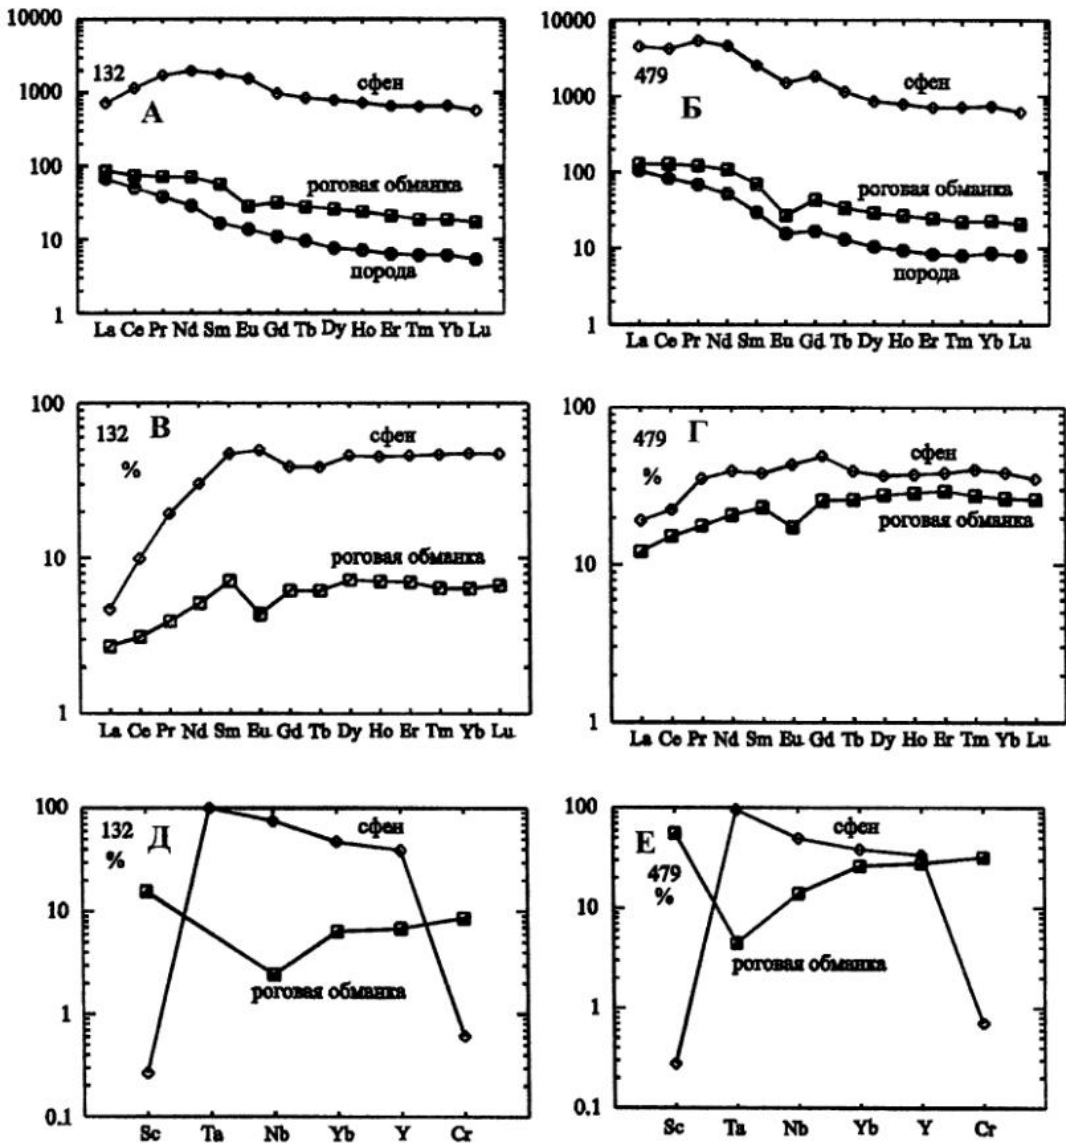 10000
1000
100
10
1
132
А
сфен
роговая обманка
порода
La Ce Pr Nd Sm Eu Gd Tb Dy Ho Er Tm Yb Lu
10000
1000
100
10
1
479
Б
сфен
роговая обманка
порода
La Ce Pr Nd Sm Eu Gd Tb Dy Ho Er Tm Yb Lu
100
10
1
132
%
В
сфен
роговая обманка
La Ce Pr Nd Sm Eu Gd Tb Dy Ho Er Tm Yb Lu
100
10
1
479
%
Г
сфен
роговая обманка
La Ce Pr Nd Sm Eu Gd Tb Dy Ho Er Tm Yb Lu
100
10
1
0.1
132
%
Д
сфен
роговая обманка
Sc Ta Nb Yb Y Cr
100
10
1
0.1
Е
479
%
сфен
роговая обманка
Sc Ta Nb Yb Y Cr